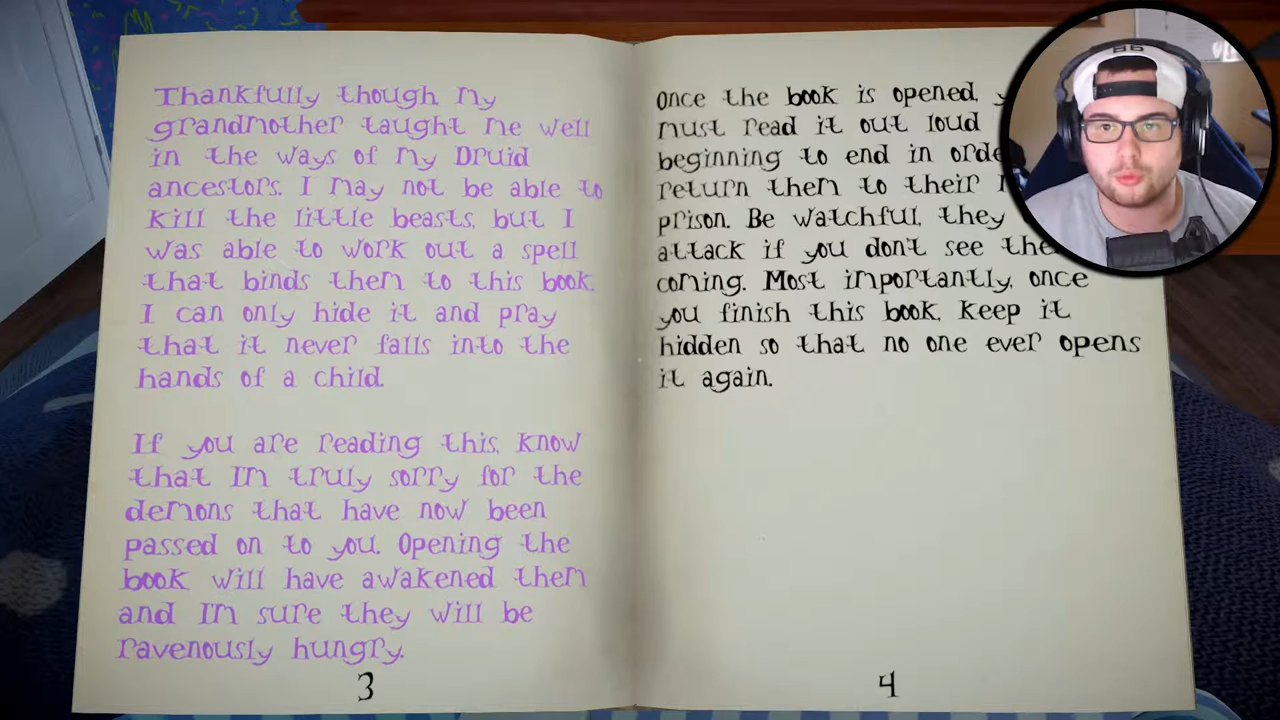 Thankfully though, my
grandmother taught me well
in the ways of my Druid
ancestors. I may not be able to
kill the little beasts, but I
was able to work out a spell
that binds them to this book.
I can only hide it and pray
that it never falls into the
hands of a child.
If you are reading this, know
that I'm truly sorry for the
demons that have now been
passed on to you. Opening the
book will have awakened them
and I'm sure they will be
ravenously hungry.
3
Once the book is opened,
must read it out loud
beginning to end in
return them to their
prison. Be watchful, they
attack if you don't see
coming. Most importantly, once
you finish this book, keep it
hidden so that no one ever opens
it again.
4